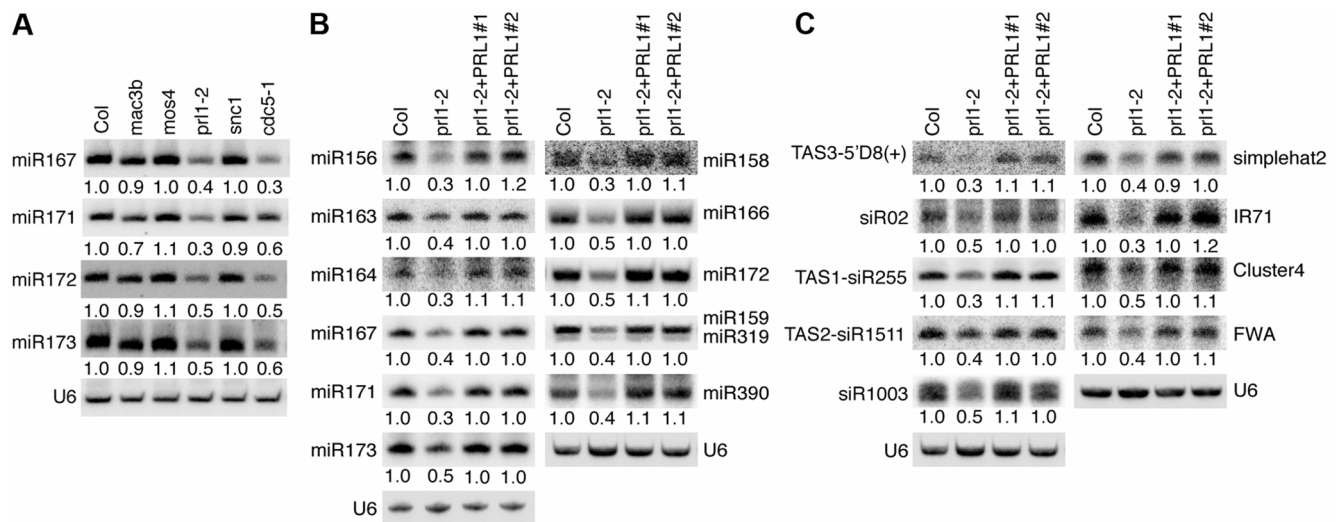 A
B
C
Col
mac3b
mos4
prl1-2
snc1
cdc5-1
miR167
1.0 0.9 1.0 0.4 1.0 0.3
miR171
1.0 0.7 1.1 0.3 0.9 0.6
miR172
1.0 0.9 1.1 0.5 1.0 0.5
miR173
1.0 0.9 1.1 0.5 1.0 0.6
U6
Col
prl1-2
prl1-2+PRL1#1
prl1-2+PRL1#2
miR156
1.0 0.3 1.0 1.2
miR163
1.0 0.4 1.0 1.0
miR164
1.0 0.3 1.1 1.1
miR167
1.0 0.4 1.0 1.0
miR171
1.0 0.3 1.0 1.0
miR173
1.0 0.5 1.0 1.0
U6
Col
prl1-2
prl1-2+PRL1#1
prl1-2+PRL1#2
miR158
1.0 0.3 1.0 1.1
miR166
1.0 0.5 1.0 1.0
miR172
1.0 0.5 1.1 1.0
miR159
miR319
1.0 0.4 1.0 1.0
miR390
1.0 0.4 1.1 1.1
U6
Col
prl1-2
prl1-2+PRL1#1
prl1-2+PRL1#2
TAS3-5'D8(+)
1.0 0.3 1.1 1.1
siR02
1.0 0.5 1.0 1.0
TAS1-siR255
1.0 0.3 1.1 1.1
TAS2-siR1511
1.0 0.4 1.0 1.0
siR1003
1.0 0.5 1.1 1.0
U6
Col
prl1-2
prl1-2+PRL1#1
prl1-2+PRL1#2
simplehat2
1.0 0.4 0.9 1.0
IR71
1.0 0.3 1.0 1.2
Cluster4
1.0 0.5 1.0 1.1
FWA
1.0 0.4 1.0 1.1
U6